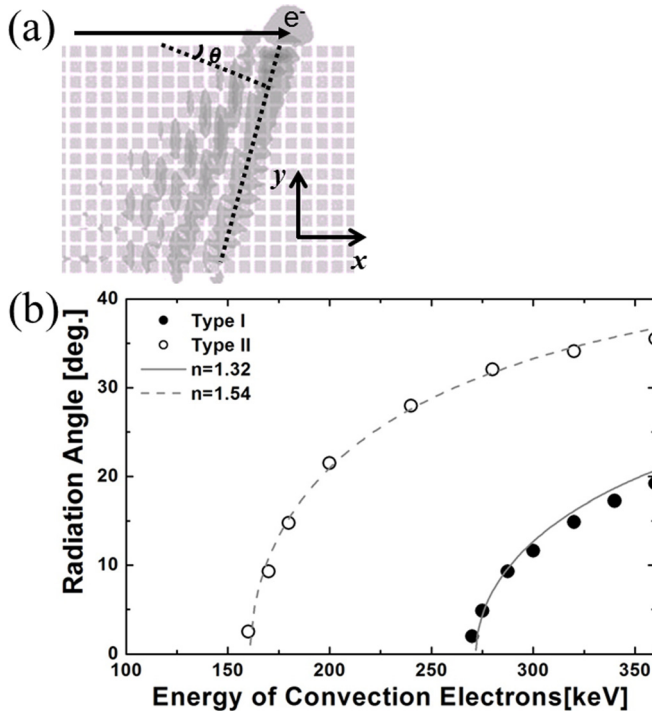 (a)
e-
θ
y
x
(b)
40
30
20
10
0
Radiation Angle [deg.]
Type I
Type II
n=1.32
n=1.54
100 150 200 250 300 350
Energy of Convection Electrons[keV]